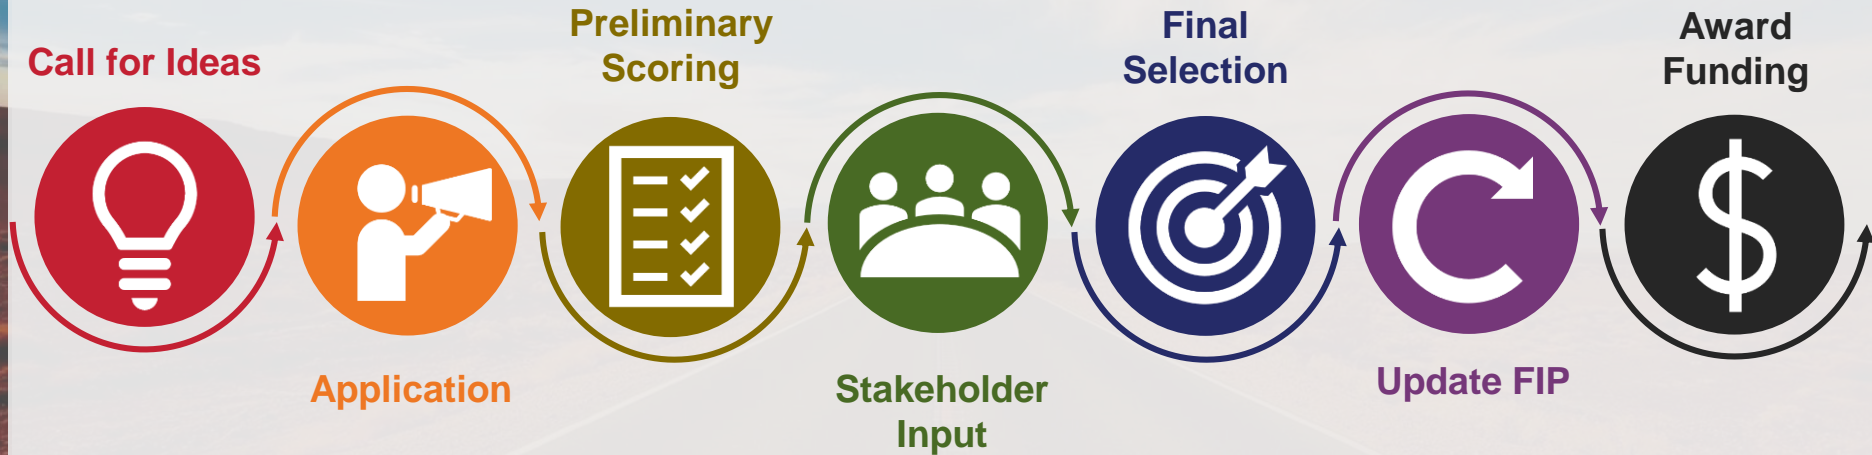 Call for Ideas
Application
Preliminary
Scoring
Stakeholder
Input
Final
Selection
Update FIP
Award
Funding